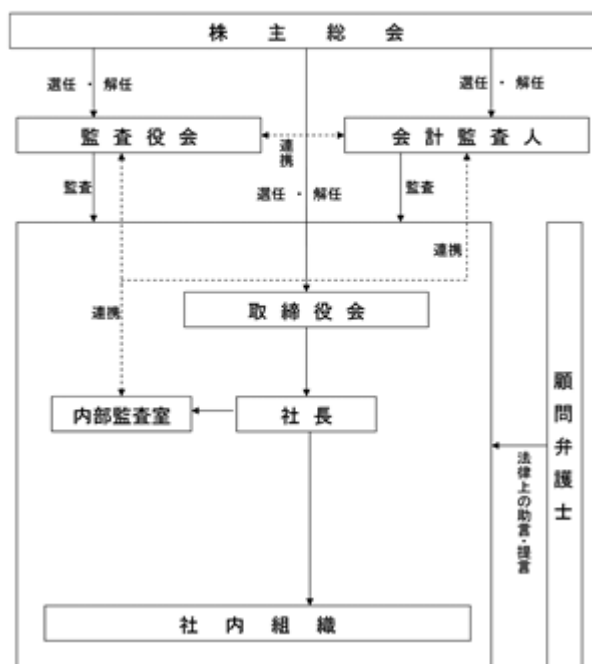 株主総会
選任・解任
選任・解任
監査役会
会計監査人
連携
監査
選任・解任
監査
連携
取締役会
連携
内部監査室
社長
顧問弁護士
法律上の助言・提言
社内組織